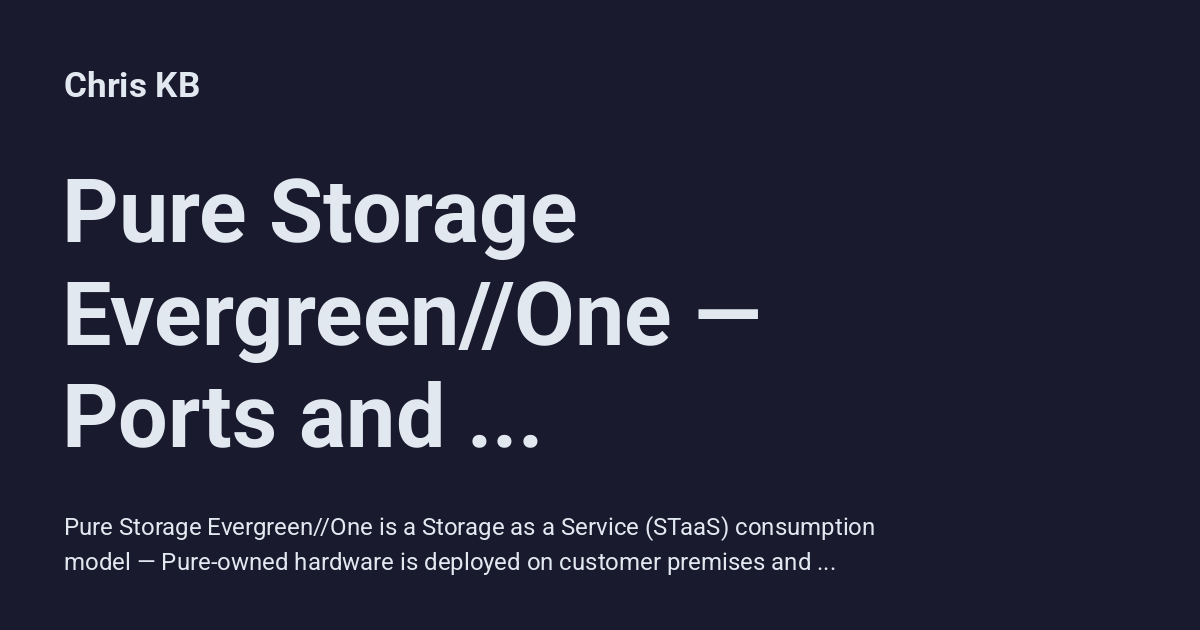 Chris KB
Pure Storage
Evergreen//One —
Ports and ...
Pure Storage Evergreen//One is a Storage as a Service (STaaS) consumption
model — Pure-owned hardware is deployed on customer premises and ...